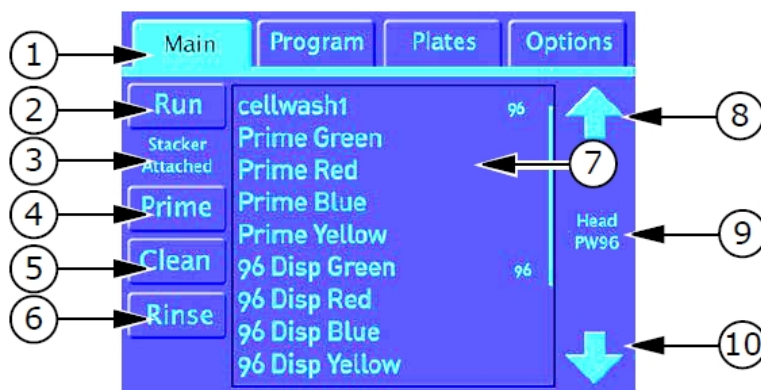 Main Program Plates Options
1
2 Run
3 Stacker
Attached
4 Prime
5 Clean
6 Rinse
cellwash1 96
Prime Green
Prime Red
Prime Blue
Prime Yellow
96 Disp Green 96
96 Disp Red
96 Disp Blue
96 Disp Yellow
7
8
Head
PW96
9
10